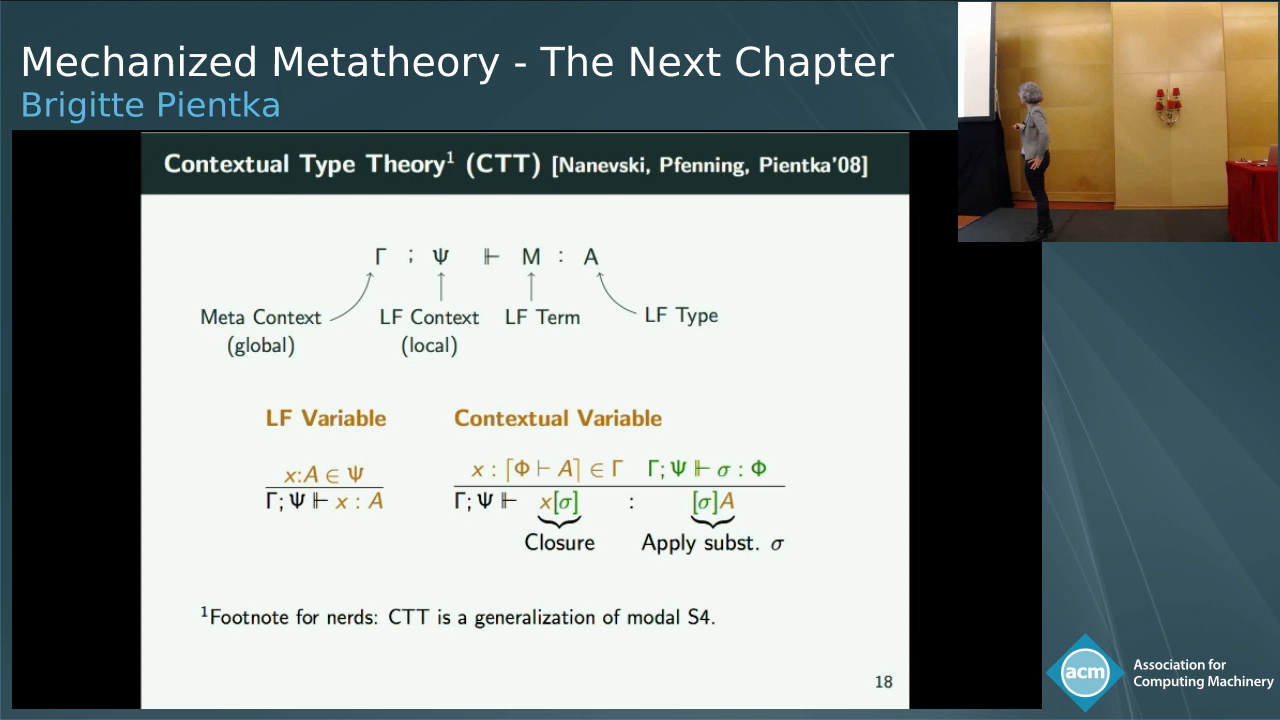 Mechanized Metatheory - The Next Chapter
Brigitte Pientka
Contextual Type Theory¹ (CTT) [Nanevski, Pfenning, Pientka'08]
Γ ; Ψ ⊩ M : A
Meta Context LF Context LF Term LF Type
(global) (local)
LF Variable Contextual Variable
x:A ∈ Ψ x : ⌈Φ ⊢ A⌉ ∈ Γ Γ; Ψ ⊩ σ : Φ
Γ; Ψ ⊩ x : A Γ; Ψ ⊩ x[σ] : [σ]A
Closure Apply subst. σ
¹Footnote for nerds: CTT is a generalization of modal S4.
18
acm
Association for
Computing Machinery